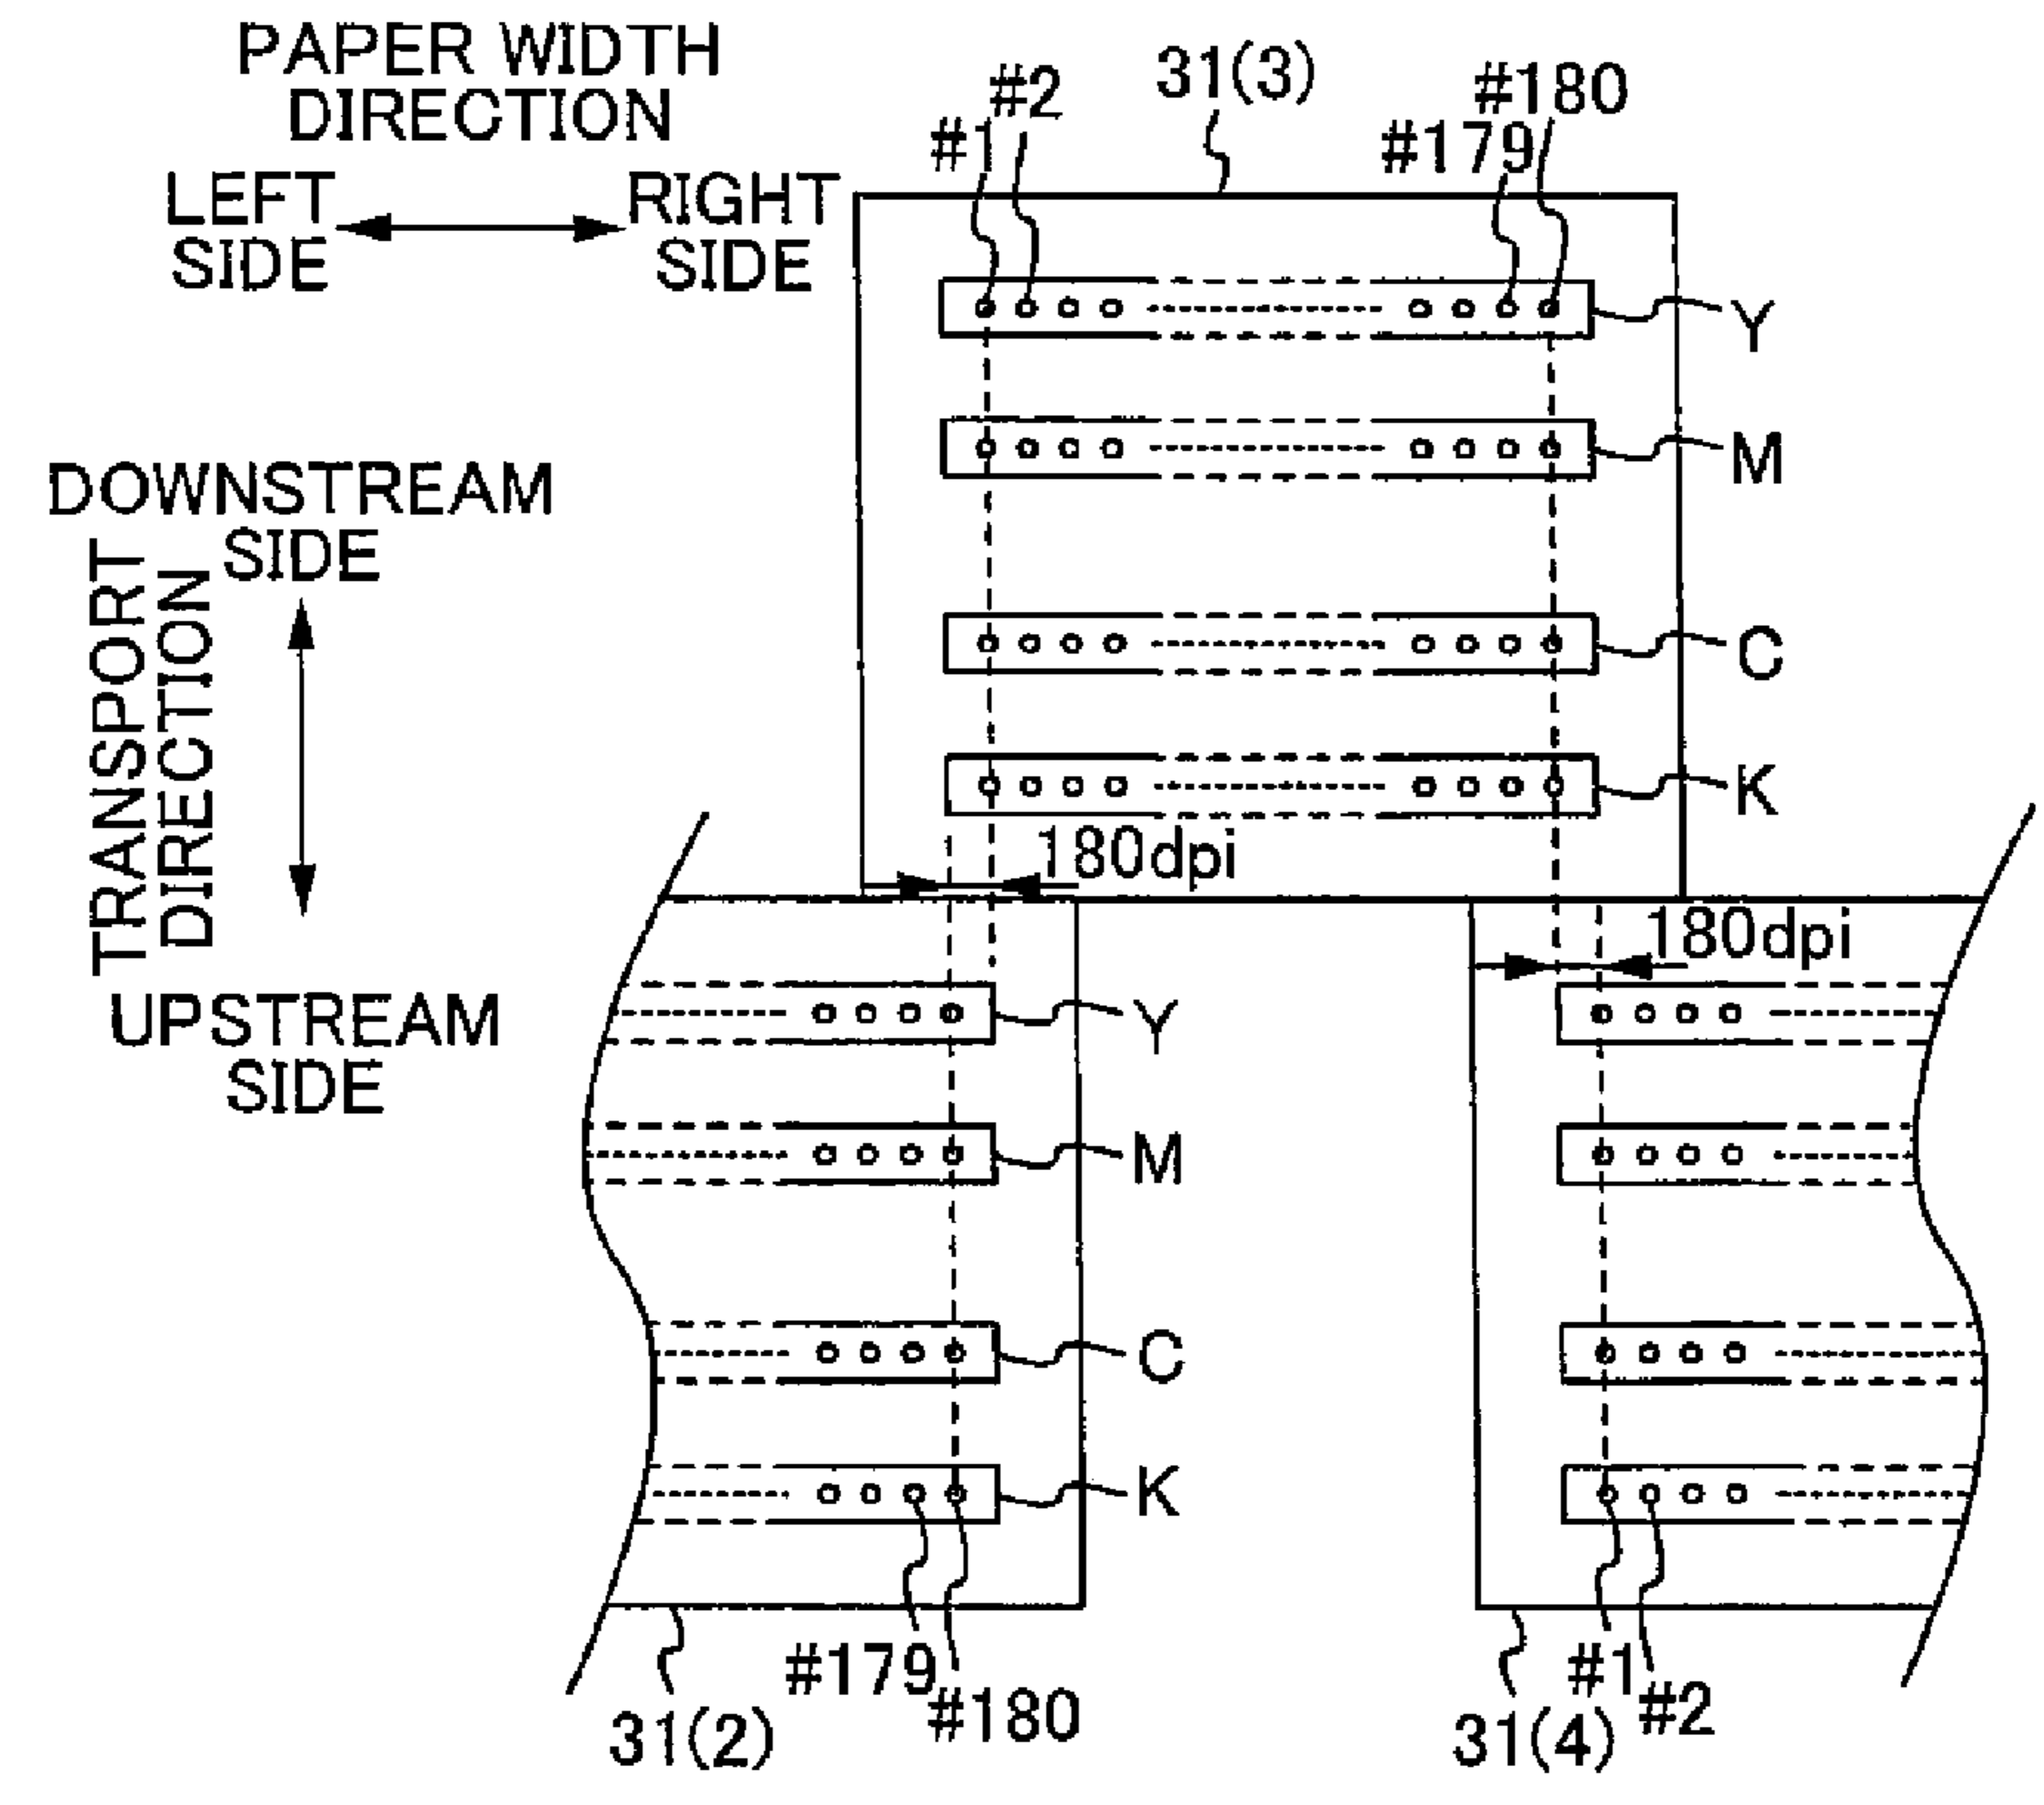 PAPER WIDTH
DIRECTION
LEFT
SIDE
RIGHT
SIDE
31(3)
#1
#2
#179
#180
Y
M
C
K
DOWNSTREAM
SIDE
TRANSPORT
DIRECTION
UPSTREAM
SIDE
180dpi
180dpi
Y
M
C
K
#179
#180
31(2)
#1
#2
31(4)